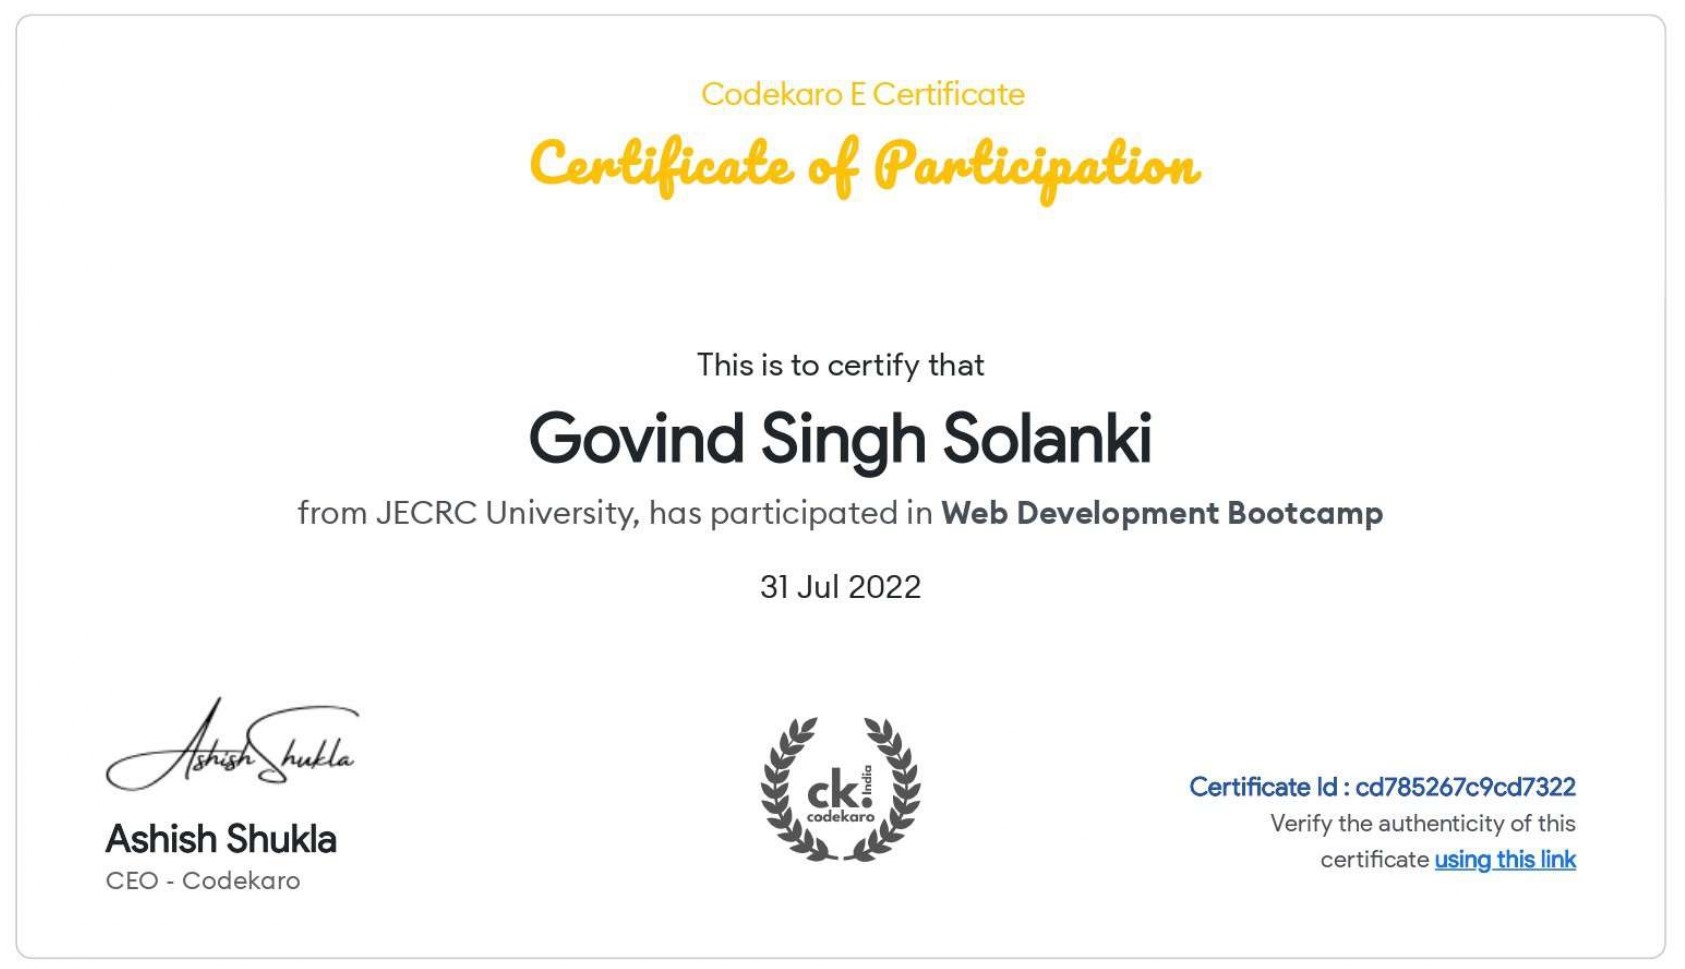 Codekaro E Certificate
Certificate of Participation
This is to certify that
Govind Singh Solanki
from JECRC University, has participated in Web Development Bootcamp
31 Jul 2022
Ashish Shukla
Ashish Shukla
CEO - Codekaro
ck. India
codekaro
Certificate Id : cd785267c9cd7322
Verify the authenticity of this
certificate using this link